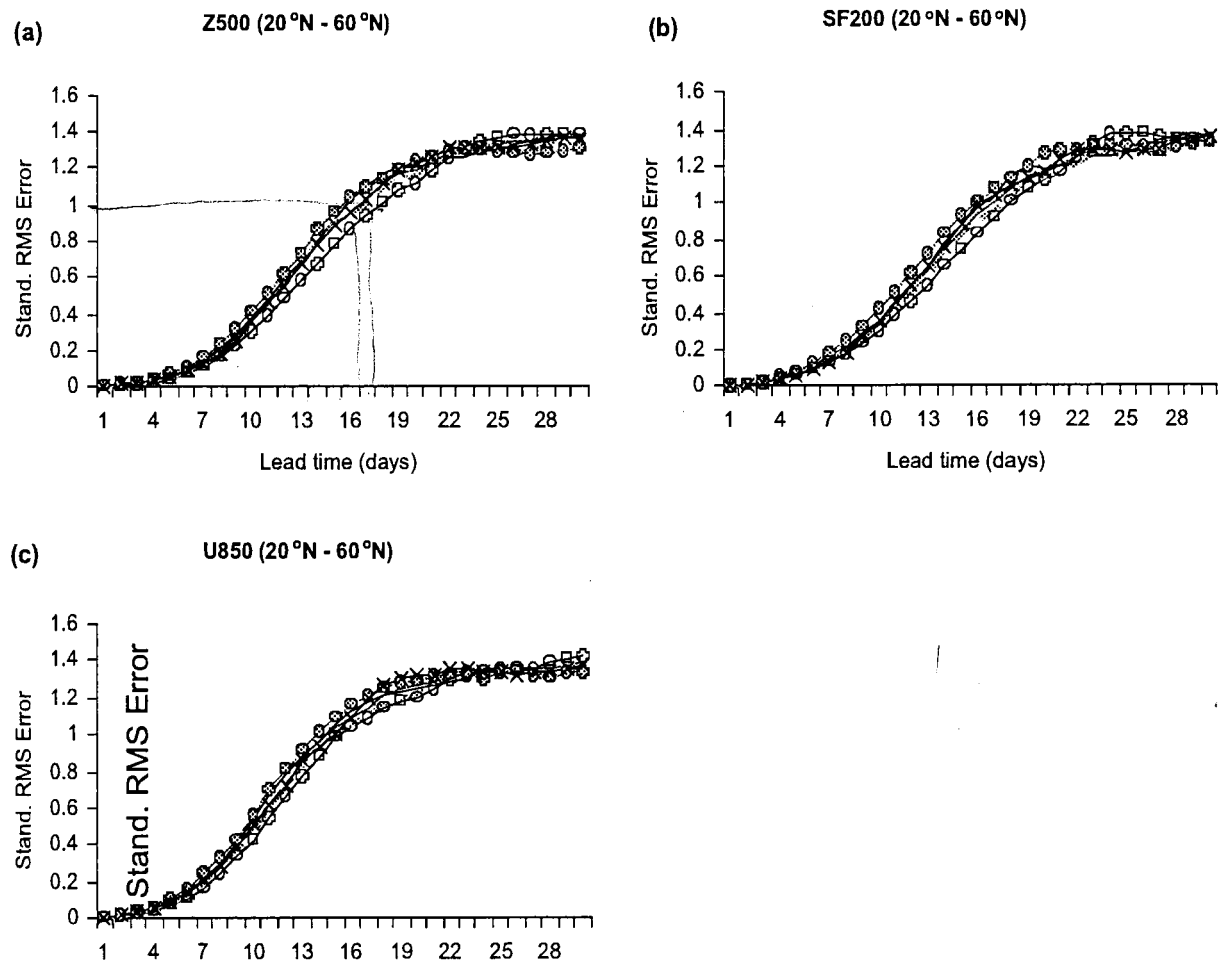 (a)
Z500 (20 °N - 60 °N)
1.6
1.4
1.2
1
0.8
0.6
0.4
0.2
0
Stand. RMS Error
1 4 7 10 13 16 19 22 25 28
Lead time (days)
(b)
SF200 (20 °N - 60 °N)
1.6
1.4
1.2
1
0.8
0.6
0.4
0.2
0
Stand. RMS Error
1 4 7 10 13 16 19 22 25 28
Lead time (days)
(c)
U850 (20 °N - 60 °N)
1.6
1.4
1.2
1
0.8
0.6
0.4
0.2
0
Stand. RMS Error
Stand. RMS Error
1 4 7 10 13 16 19 22 25 28